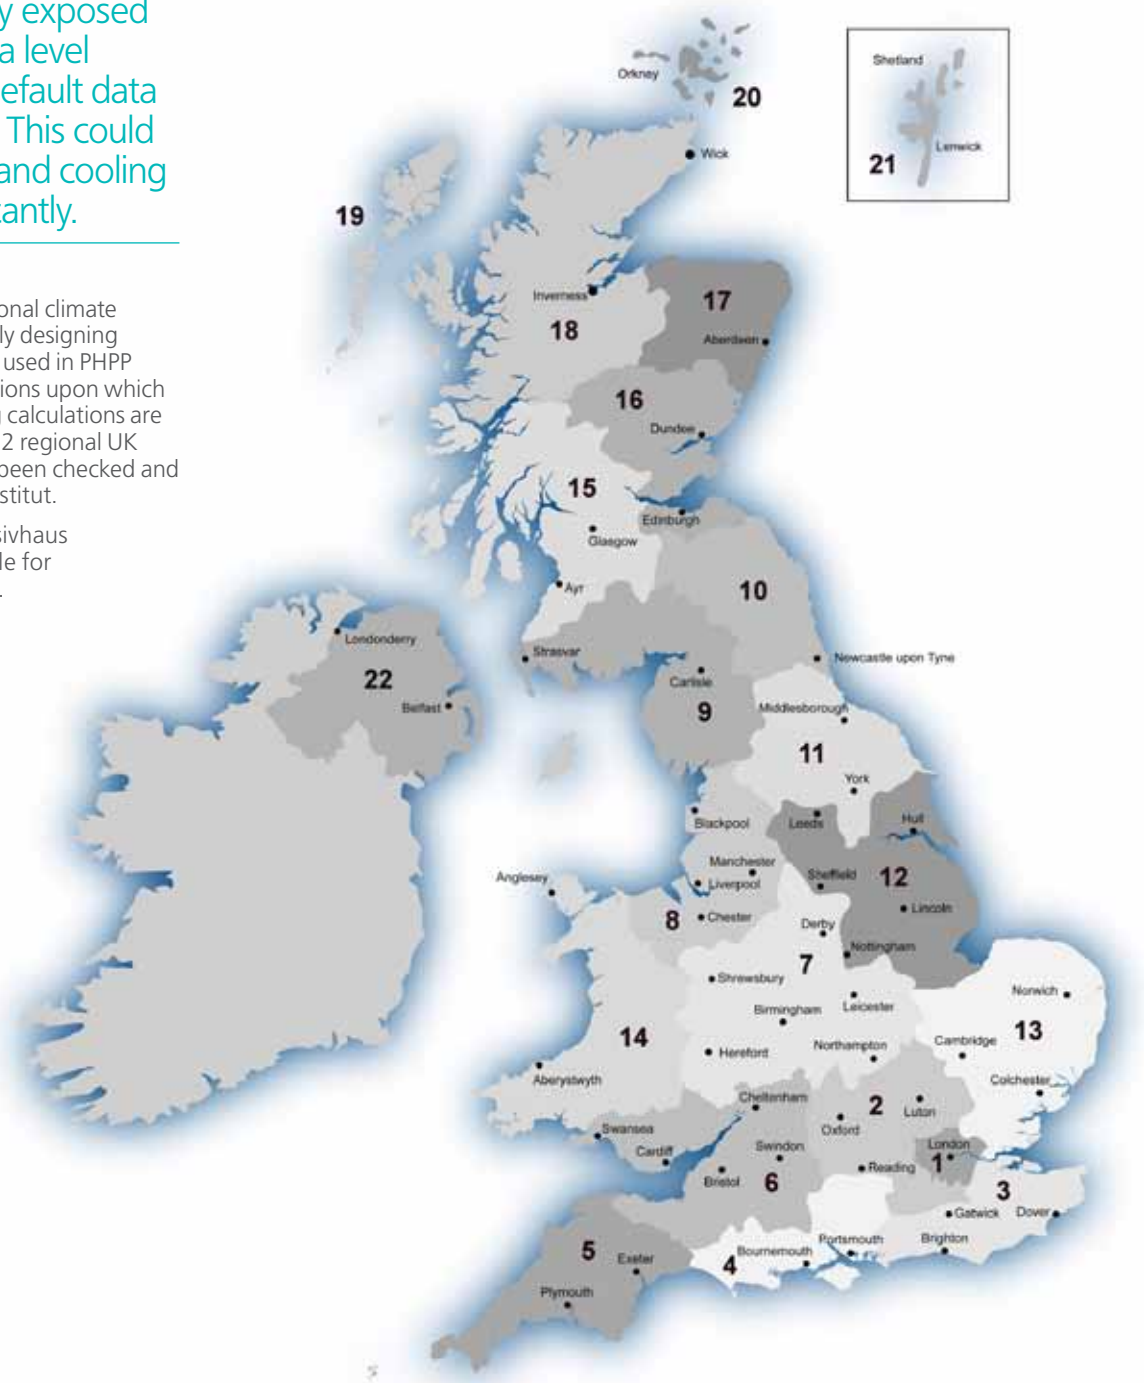 y exposed
a level
efault data
This could
and cooling
cantly.
onal climate
ly designing
used in PHPP
ions upon which
g calculations are
2 regional UK
been checked and
stitut.
sivhaus
le for
.
Orkney
20
Shetland
Lerwick
21
Wick
19
Inverness
18
17
Aberdeen
16
Dundee
15
Edinburgh
Glasgow
Ayr
10
Londonderry
22
Belfast
Strasvar
Carlisle
9
Newcastle upon Tyne
Middlesborough
11
York
Blackpool
Leeds
Hull
Manchester
Liverpool
Sheffield
12
Anglesey
8
Chester
Lincoln
Derby
Nottingham
7
Shrewsbury
Leicester
Birmingham
Norwich
13
14
Hereford
Northampton
Cambridge
Aberystwyth
Colchester
Cheltenham
2
Luton
Oxford
Swansea
Cardiff
Swindon
London
1
Reading
Bristol
6
3
Gatwick
Dover
5
Exeter
4
Bournemouth
Portsmouth
Brighton
Plymouth